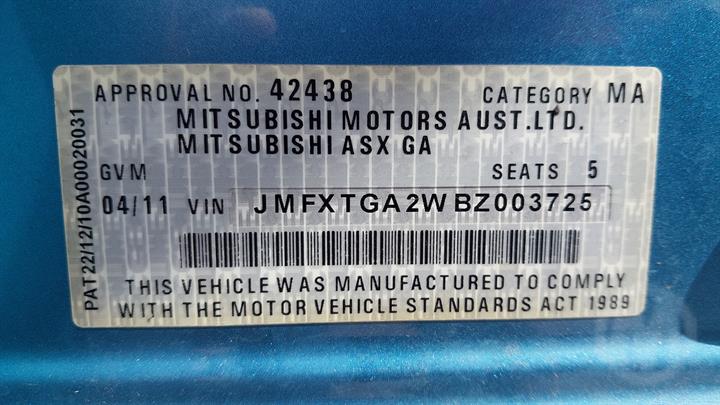 APPROVAL NO. 42438 CATEGORY MA
MITSUBISHI MOTORS AUST.LTD.
MITSUBISHI ASX GA
GVM SEATS 5
04/11 VIN JMFXTGA2WBZ003725
THIS VEHICLE WAS MANUFACTURED TO COMPLY
WITH THE MOTOR VEHICLE STANDARDS ACT 1989
PAT22/12/10A00020031